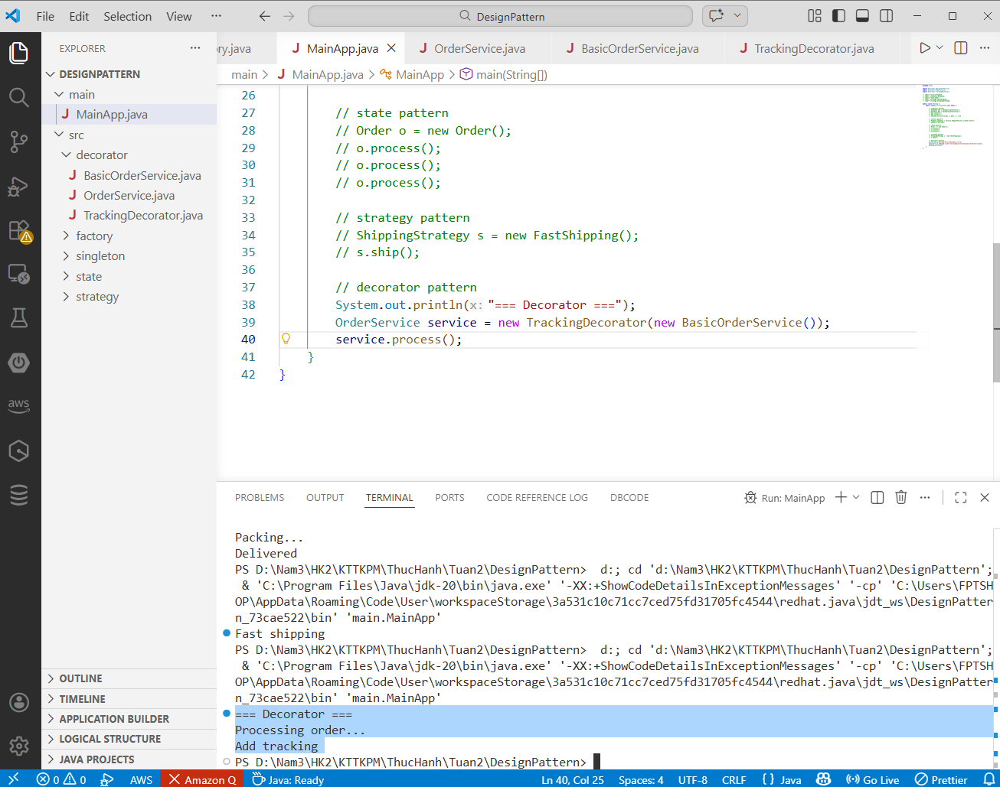 File Edit Selection View ··· DesignPattern
EXPLORER ···
DESIGNPATTERN
main
J MainApp.java
src
decorator
J BasicOrderService.java
J OrderService.java
J TrackingDecorator.java
factory
singleton
state
strategy
OUTLINE
TIMELINE
APPLICATION BUILDER
LOGICAL STRUCTURE
JAVA PROJECTS
aws
ory.java J MainApp.java J OrderService.java J BasicOrderService.java J TrackingDecorator.java
main > J MainApp.java > MainApp > main(String[])
26
27 // state pattern
28 // Order o = new Order();
29 // o.process();
30 // o.process();
31 // o.process();
32
33 // strategy pattern
34 // ShippingStrategy s = new FastShipping();
35 // s.ship();
36
37 // decorator pattern
38 System.out.println(x: "=== Decorator ===");
39 OrderService service = new TrackingDecorator(new BasicOrderService());
40 service.process();
41 }
42 }
PROBLEMS OUTPUT TERMINAL PORTS CODE REFERENCE LOG DBCODE Run: MainApp
Packing...
Delivered
PS D:\Nam3\HK2\KTTKPM\ThucHanh\Tuan2\DesignPattern>  d:; cd 'd:\Nam3\HK2\KTTKPM\ThucHanh\Tuan2\DesignPattern';
& 'C:\Program Files\Java\jdk-20\bin\java.exe' '-XX:+ShowCodeDetailsInExceptionMessages' '-cp' 'C:\Users\FPTSH
OP\AppData\Roaming\Code\User\workspaceStorage\3a531c10c71cc7ced75fd31705fc4544\redhat.java\jdt_ws\DesignPatter
n_73cae522\bin' 'main.MainApp'
Fast shipping
PS D:\Nam3\HK2\KTTKPM\ThucHanh\Tuan2\DesignPattern>  d:; cd 'd:\Nam3\HK2\KTTKPM\ThucHanh\Tuan2\DesignPattern';
& 'C:\Program Files\Java\jdk-20\bin\java.exe' '-XX:+ShowCodeDetailsInExceptionMessages' '-cp' 'C:\Users\FPTSH
OP\AppData\Roaming\Code\User\workspaceStorage\3a531c10c71cc7ced75fd31705fc4544\redhat.java\jdt_ws\DesignPatter
n_73cae522\bin' 'main.MainApp'
=== Decorator ===
Processing order...
Add tracking
PS D:\Nam3\HK2\KTTKPM\ThucHanh\Tuan2\DesignPattern>
0 0 AWS Amazon Q Java: Ready Ln 40, Col 25 Spaces: 4 UTF-8 CRLF {} Java Go Live Prettier